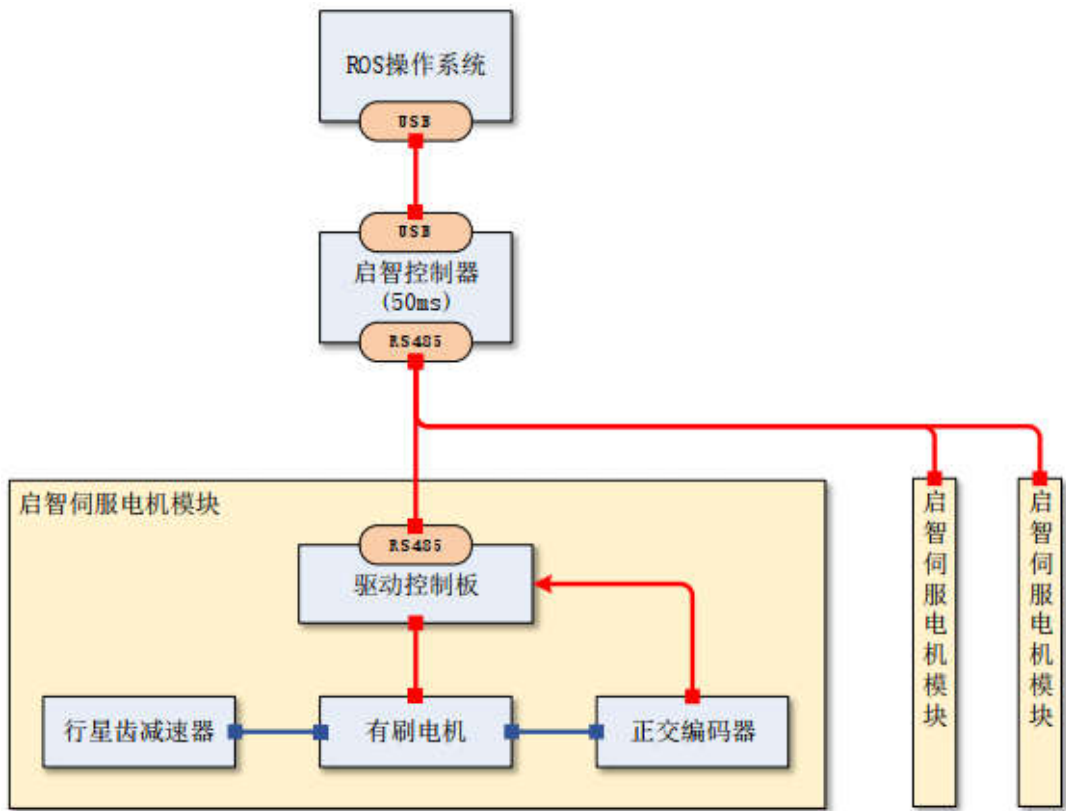 ROS操作系统
USB
USB
启智控制器
(50ms)
RS485
启智伺服电机模块
RS485
驱动控制板
行星齿减速器
有刷电机
正交编码器
启智伺服电机模块
启智伺服电机模块